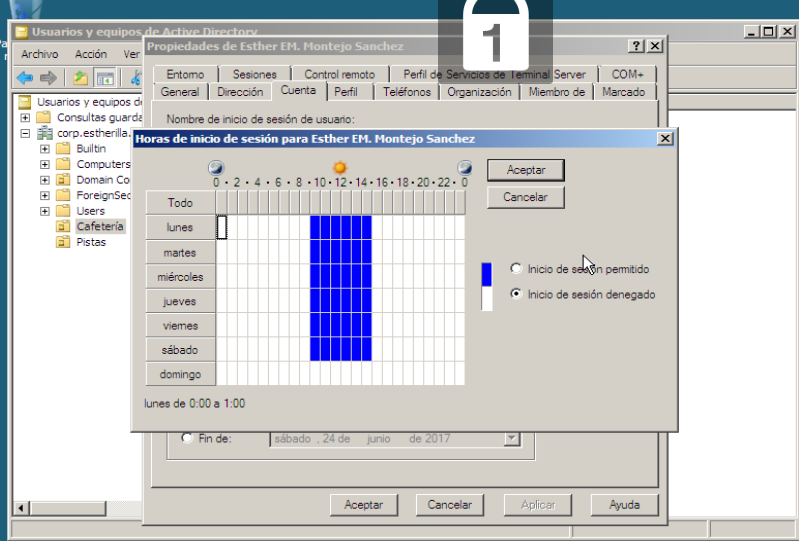 1
Usuarios y equipos de Active Directory
Archivo Acción Ver
Propiedades de Esther EM. Montejo Sanchez
Entorno Sesiones Control remoto Perfil de Servicios de Terminal Server COM+
General Dirección Cuenta Perfil Teléfonos Organización Miembro de Marcado
Nombre de inicio de sesión de usuario:
Usuarios y equipos d
Consultas guarda
corp.estherilla.
Builtin
Computers
Domain Co
ForeignSec
Users
Cafetería
Pistas
Horas de inicio de sesión para Esther EM. Montejo Sanchez
0 · 2 · 4 · 6 · 8 · 10 · 12 · 14 · 16 · 18 · 20 · 22 · 0
Todo
lunes
martes
miércoles
jueves
viernes
sábado
domingo
Aceptar
Cancelar
Inicio de sesión permitido
Inicio de sesión denegado
lunes de 0:00 a 1:00
Fin de: sábado , 24 de junio de 2017
Aceptar Cancelar Aplicar Ayuda